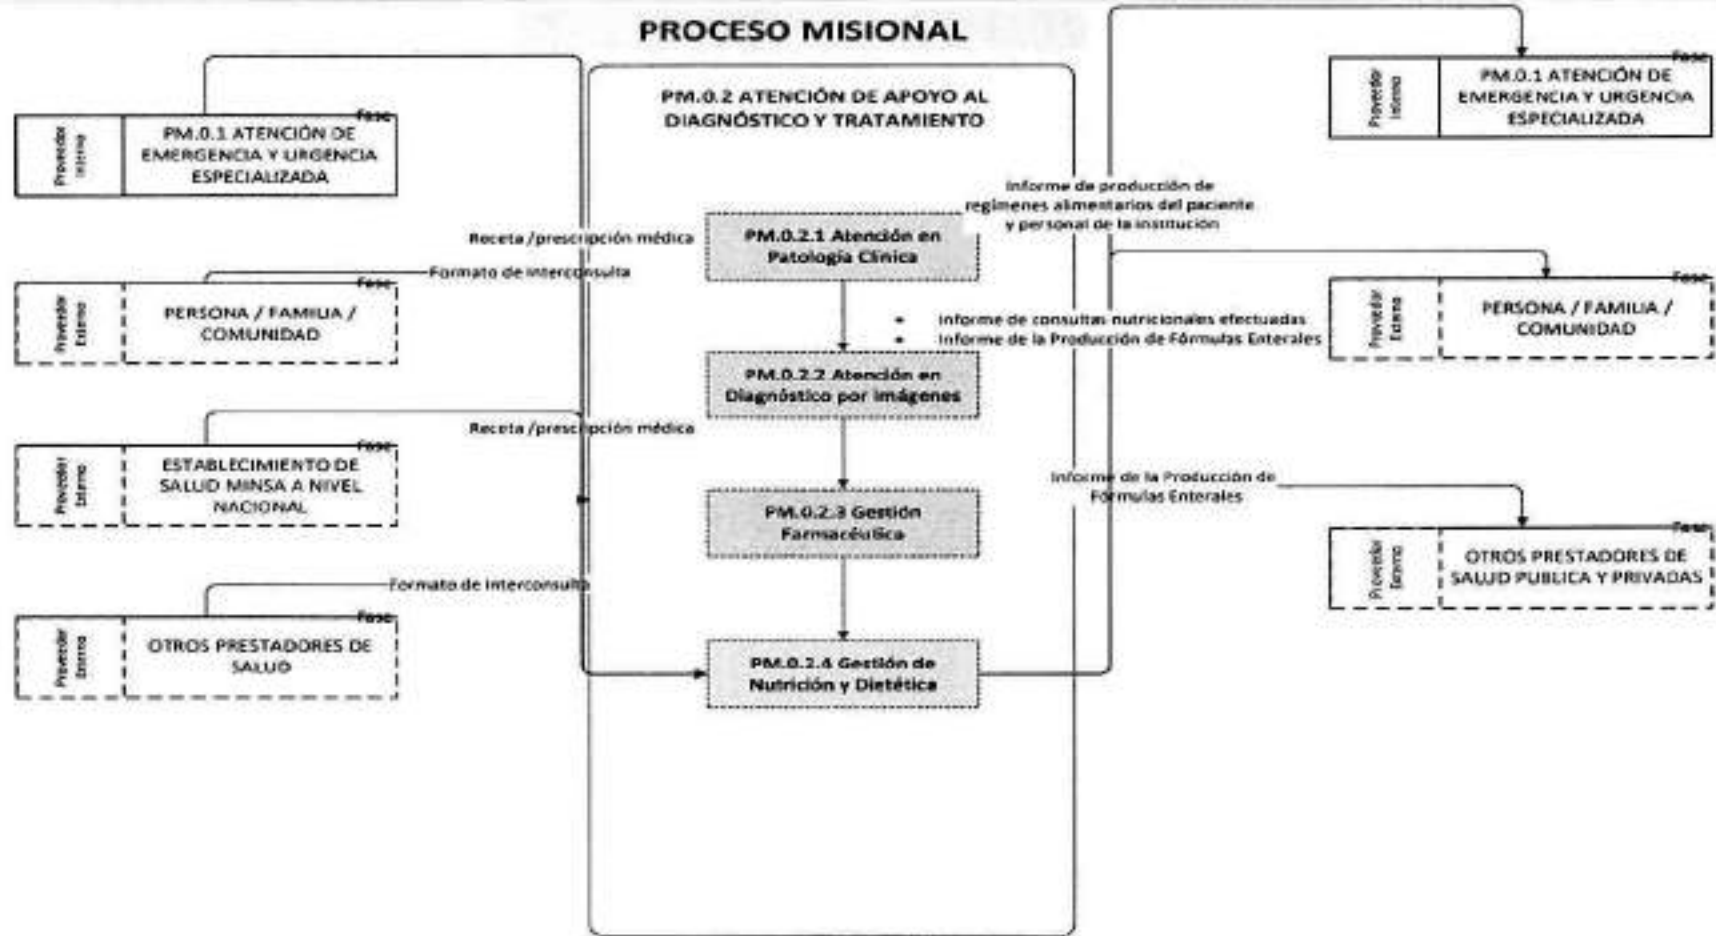 PROCESO MISIONAL
PM.0.2 ATENCIÓN DE APOYO AL
DIAGNÓSTICO Y TRATAMIENTO
Fase
Proveedor
Interno
PM.0.1 ATENCIÓN DE
EMERGENCIA Y URGENCIA
ESPECIALIZADA
Receta /prescripción médica
Formato de interconsulta
Fase
Proveedor
Externo
PERSONA / FAMILIA /
COMUNIDAD
Receta /prescripción médica
Fase
Proveedor
Externo
ESTABLECIMIENTO DE
SALUD MINSA A NIVEL
NACIONAL
Formato de interconsulta
Fase
Proveedor
Externo
OTROS PRESTADORES DE
SALUD
PM.0.2.1 Atención en
Patología Clínica
PM.0.2.2 Atención en
Diagnóstico por Imágenes
PM.0.2.3 Gestión
Farmacéutica
PM.0.2.4 Gestión de
Nutrición y Dietética
Informe de producción de
regímenes alimentarios del paciente
y personal de la institución
• Informe de consultas nutricionales efectuadas
• Informe de la Producción de Fórmulas Enterales
Informe de la Producción de
Fórmulas Enterales
Fase
Proveedor
Interno
PM.0.1 ATENCIÓN DE
EMERGENCIA Y URGENCIA
ESPECIALIZADA
Fase
Proveedor
Externo
PERSONA / FAMILIA /
COMUNIDAD
Fase
Proveedor
Externo
OTROS PRESTADORES DE
SALUD PUBLICA Y PRIVADAS